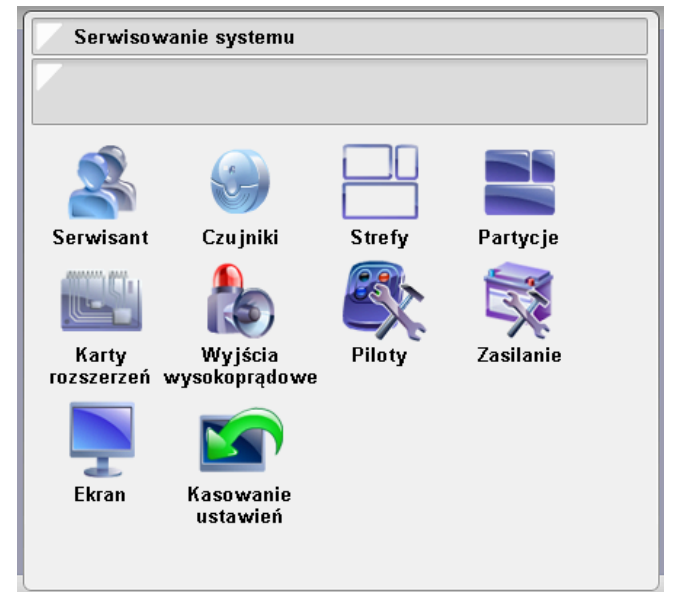 Serwisowanie systemu
Serwisant
Czujniki
Strefy
Partycje
Karty
rozszerzeń
Wyjścia
wysokoprądowe
Piloty
Zasilanie
Ekran
Kasowanie
ustawień